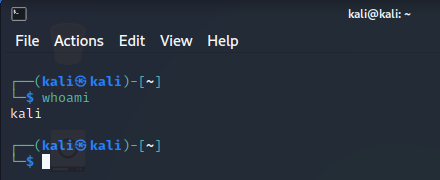 kali@kali: ~
File Actions Edit View Help
┌──(kali㉿kali)-[~]
└─$ whoami
kali
┌──(kali㉿kali)-[~]
└─$